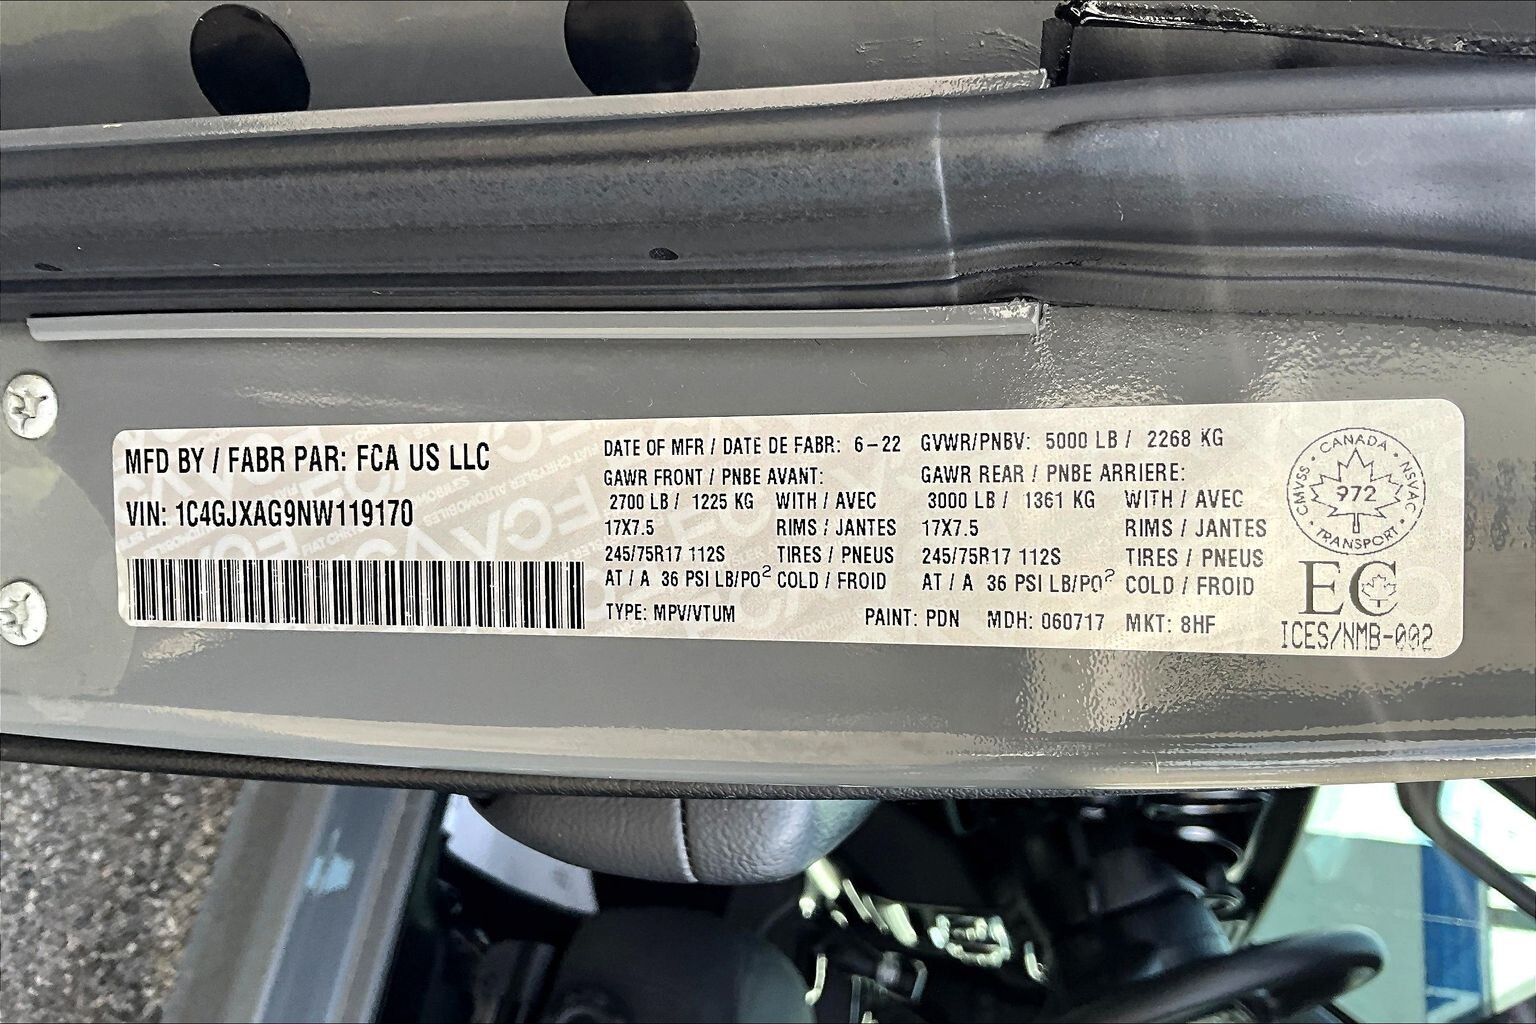 MFD BY / FABR PAR: FCA US LLC
VIN: 1C4GJXAG9NW119170
DATE OF MFR / DATE DE FABR: 6-22 GVWR/PNBV: 5000 LB / 2268 KG
GAWR FRONT / PNBE AVANT: GAWR REAR / PNBE ARRIERE:
2700 LB / 1225 KG WITH / AVEC 3000 LB / 1361 KG WITH / AVEC
17X7.5 RIMS / JANTES 17X7.5 RIMS / JANTES
245/75R17 112S TIRES / PNEUS 245/75R17 112S TIRES / PNEUS
AT / A 36 PSI LB/PO² COLD / FROID AT / A 36 PSI LB/PO² COLD / FROID
TYPE: MPV/VTUM PAINT: PDN MDH: 060717 MKT: 8HF
CANADA · NSVAC · TRANSPORT · CMVSS ·
972
EC
ICES/NMB-002